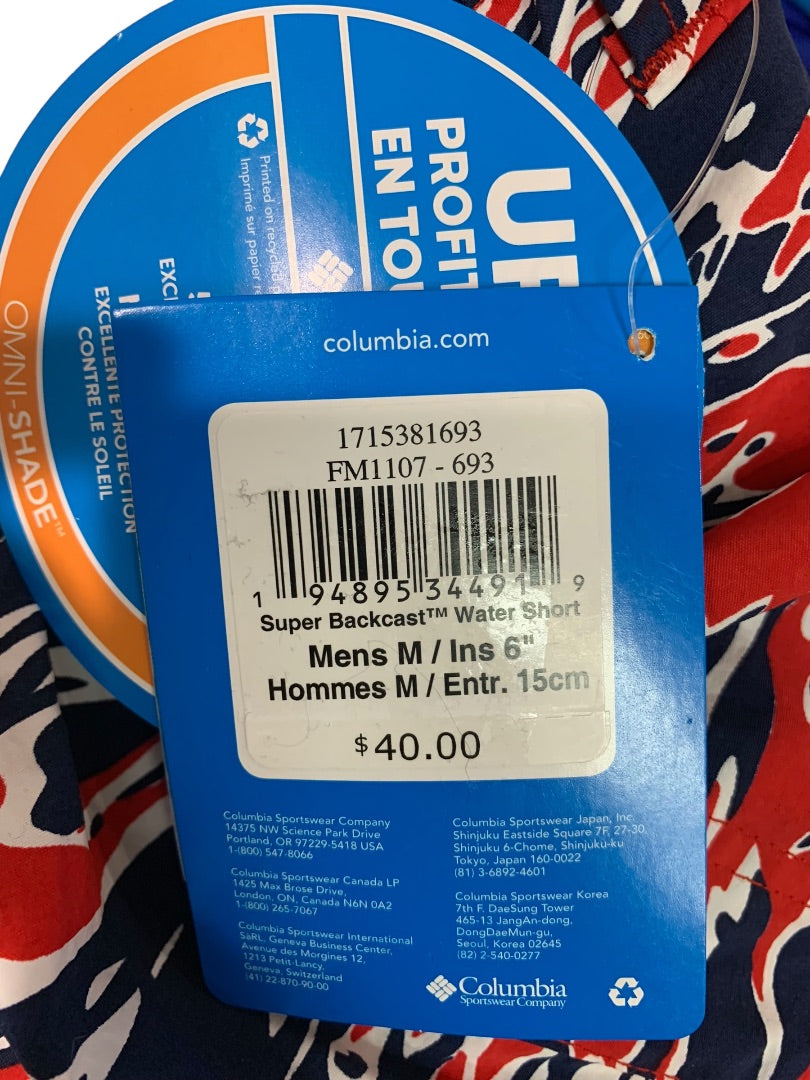 PROFIT
EN TOU
Printed on recycled
Imprimé sur papier
EXCELLENTE PROTECTION
CONTRE LE SOLEIL
OMNI-SHADE™
columbia.com
1715381693
FM1107 - 693
1 94895 34491 9
Super Backcast™ Water Short
Mens M / Ins 6"
Hommes M / Entr. 15cm
$40.00
Columbia Sportswear Company
14375 NW Science Park Drive
Portland, OR 97229-5418 USA
1-(800) 547-8066
Columbia Sportswear Canada LP
1425 Max Brose Drive,
London, ON, Canada N6N 0A2
1-(800) 265-7067
Columbia Sportswear International
SàRL, Geneva Business Center,
Avenue des Morgines 12,
1213 Petit-Lancy,
Geneva, Switzerland
(41) 22-870-90-00
Columbia Sportswear Japan, Inc.
Shinjuku Eastside Square 7F, 27-30,
Shinjuku 6-Chome, Shinjuku-ku
Tokyo, Japan 160-0022
(81) 3-6892-4601
Columbia Sportswear Korea
7th F. DaeSung Tower
465-13 JangAn-dong,
DongDaeMun-gu,
Seoul, Korea 02645
(82) 2-540-0277
Columbia
Sportswear Company